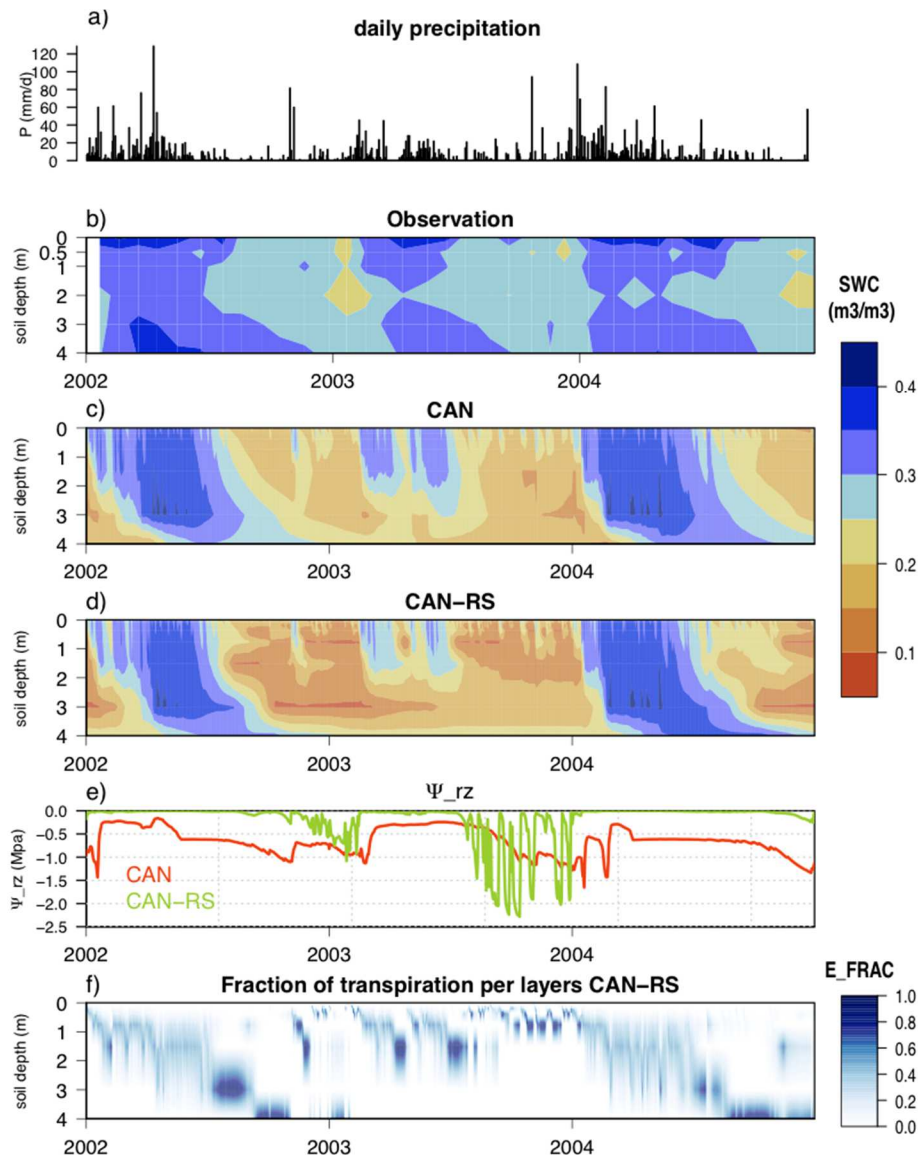 a)
daily precipitation
P (mm/d)
120
100
80
60
40
20
0
b)
Observation
soil depth (m)
0
0.5
1
2
3
4
2002 2003 2004
SWC
(m3/m3)
0.4
0.3
0.2
0.1
c)
CAN
soil depth (m)
0
1
2
3
4
2002 2003 2004
d)
CAN-RS
soil depth (m)
0
1
2
3
4
2002 2003 2004
e)
Ψ_rz
Ψ_rz (Mpa)
0.0
−0.5
−1.0
−1.5
−2.0
−2.5
CAN
CAN-RS
2002 2003 2004
f)
Fraction of transpiration per layers CAN-RS
soil depth (m)
0
1
2
3
4
2002 2003 2004
E_FRAC
1.0
0.8
0.6
0.4
0.2
0.0